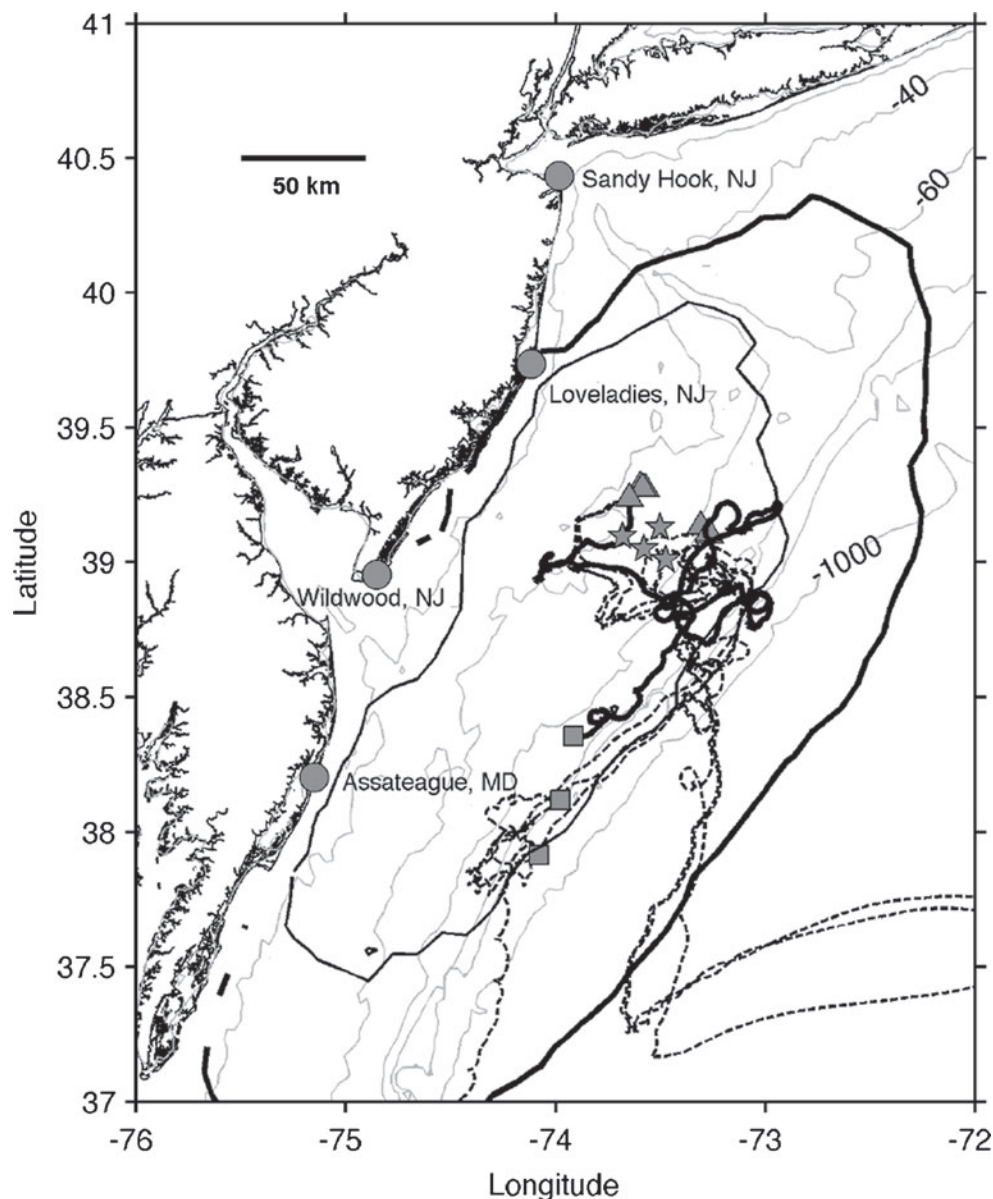 41
40.5
40
39.5
39
38.5
38
37.5
37
Latitude
-76
-75
-74
-73
-72
Longitude
50 km
-40
-60
-1000
Sandy Hook, NJ
Loveladies, NJ
Wildwood, NJ
Assateague, MD